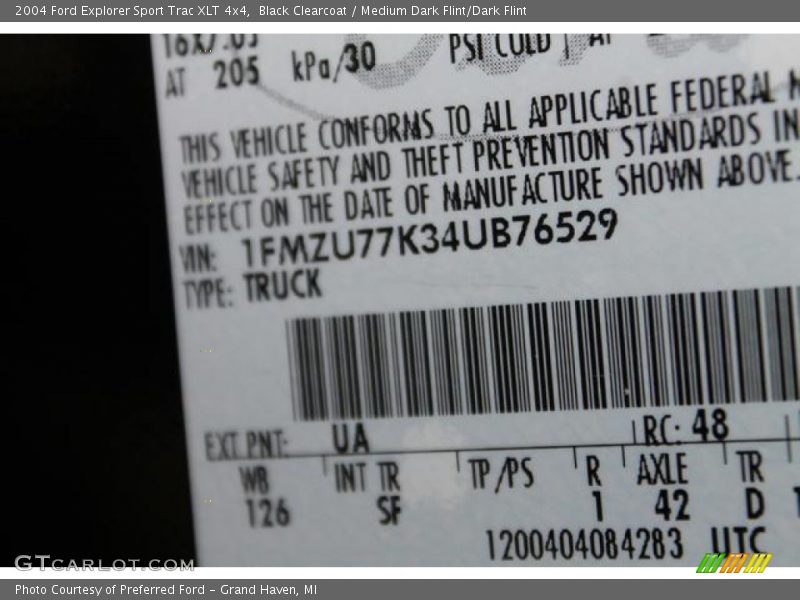 2004 Ford Explorer Sport Trac XLT 4x4,  Black Clearcoat / Medium Dark Flint/Dark Flint
AT 205 kPa/30 PSI COLD AT
THIS VEHICLE CONFORMS TO ALL APPLICABLE FEDERAL M
VEHICLE SAFETY AND THEFT PREVENTION STANDARDS IN
EFFECT ON THE DATE OF MANUFACTURE SHOWN ABOVE.
VIN: 1FMZU77K34UB76529
TYPE: TRUCK
EXT PNT: UA RC: 48
WB INT TR TP/PS R AXLE TR
126 SF 1 42 D
1200404084283 UTC
GTCARLOT.COM
Photo Courtesy of Preferred Ford – Grand Haven, MI